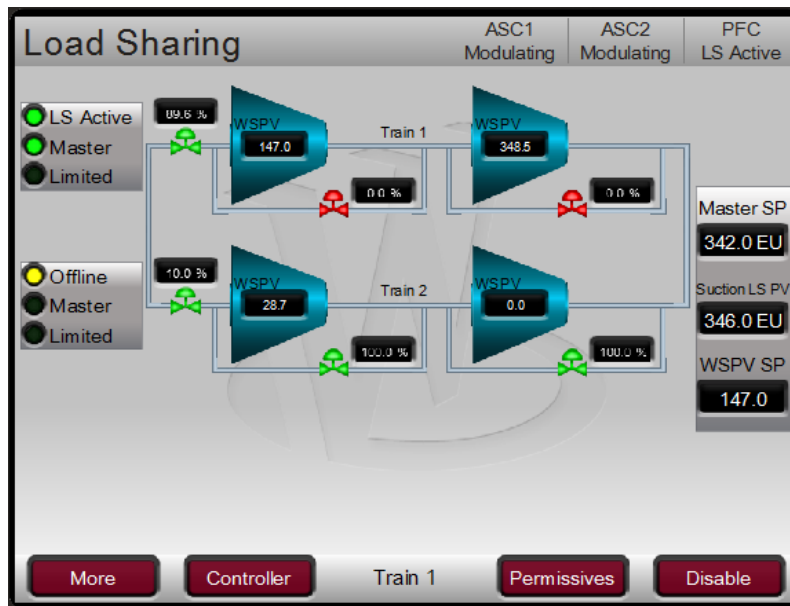 Load Sharing
ASC1
Modulating
ASC2
Modulating
PFC
LS Active
LS Active
Master
Limited
89.6 %
WSPV
147.0
Train 1
WSPV
348.5
0.0 %
0.0 %
Master SP
342.0 EU
Suction LS PV
346.0 EU
WSPV SP
147.0
Offline
Master
Limited
10.0 %
WSPV
28.7
Train 2
WSPV
0.0
100.0 %
100.0 %
More
Controller
Train 1
Permissives
Disable